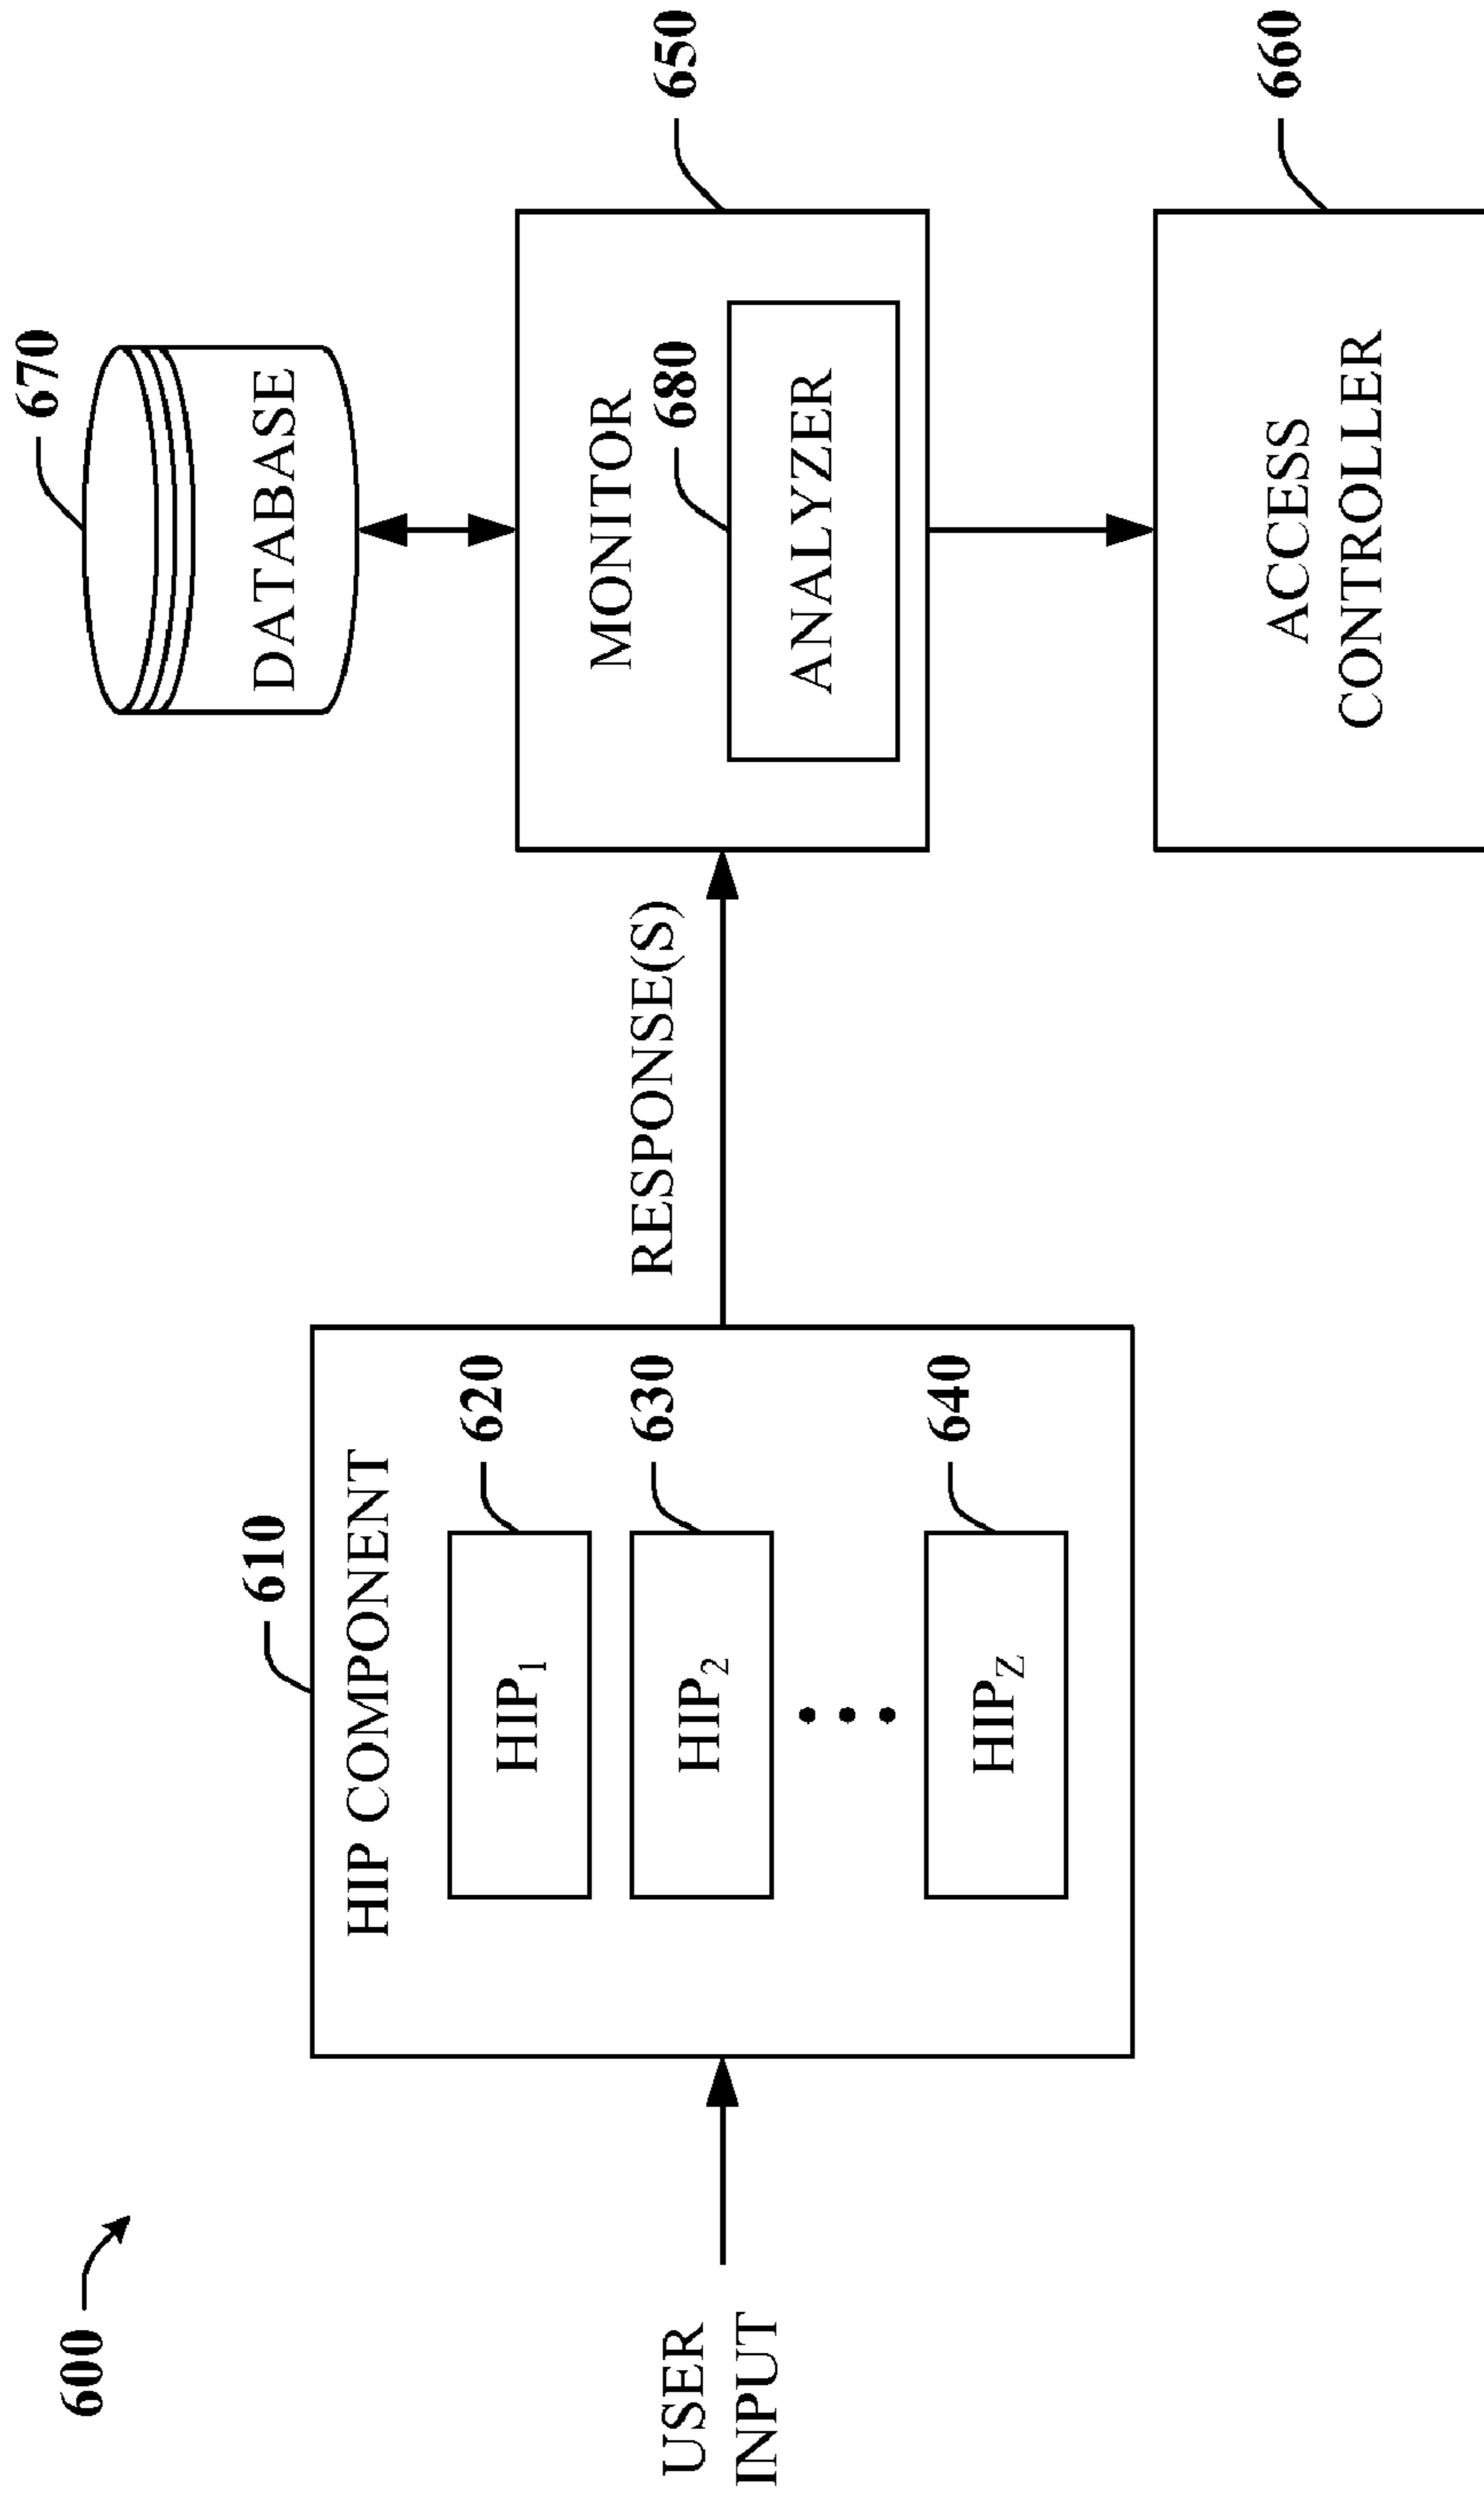 600
670
DATABASE
610
HIP COMPONENT
620
HIP1
630
HIP2
640
HIPZ
USER
INPUT
RESPONSE(S)
650
MONITOR
680
ANALYZER
660
ACCESS
CONTROLLER